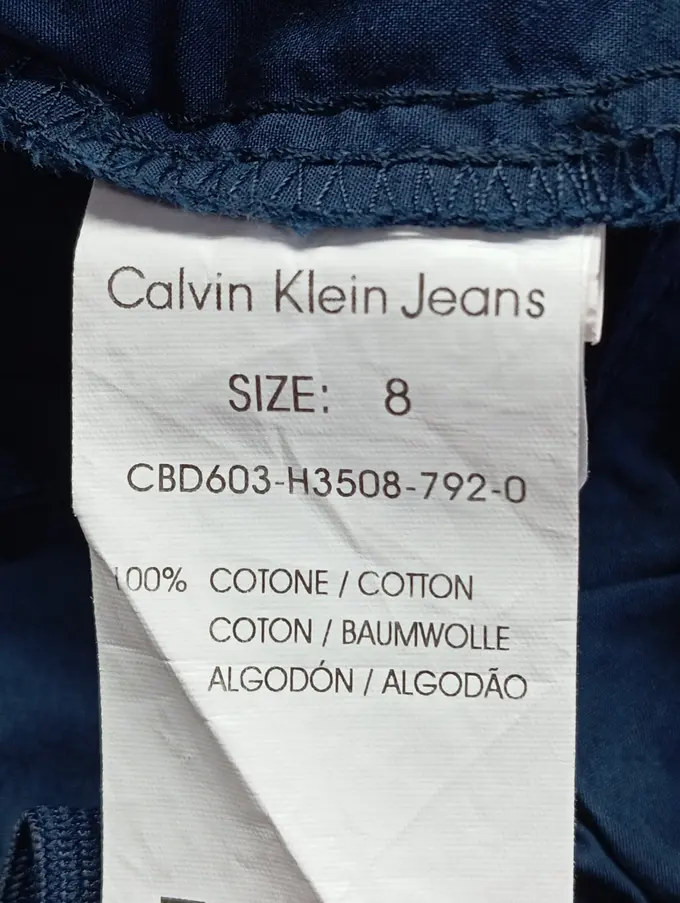 Calvin Klein Jeans
SIZE: 8
CBD603-H3508-792-0
100% COTONE / COTTON
COTON / BAUMWOLLE
ALGODÓN / ALGODÃO